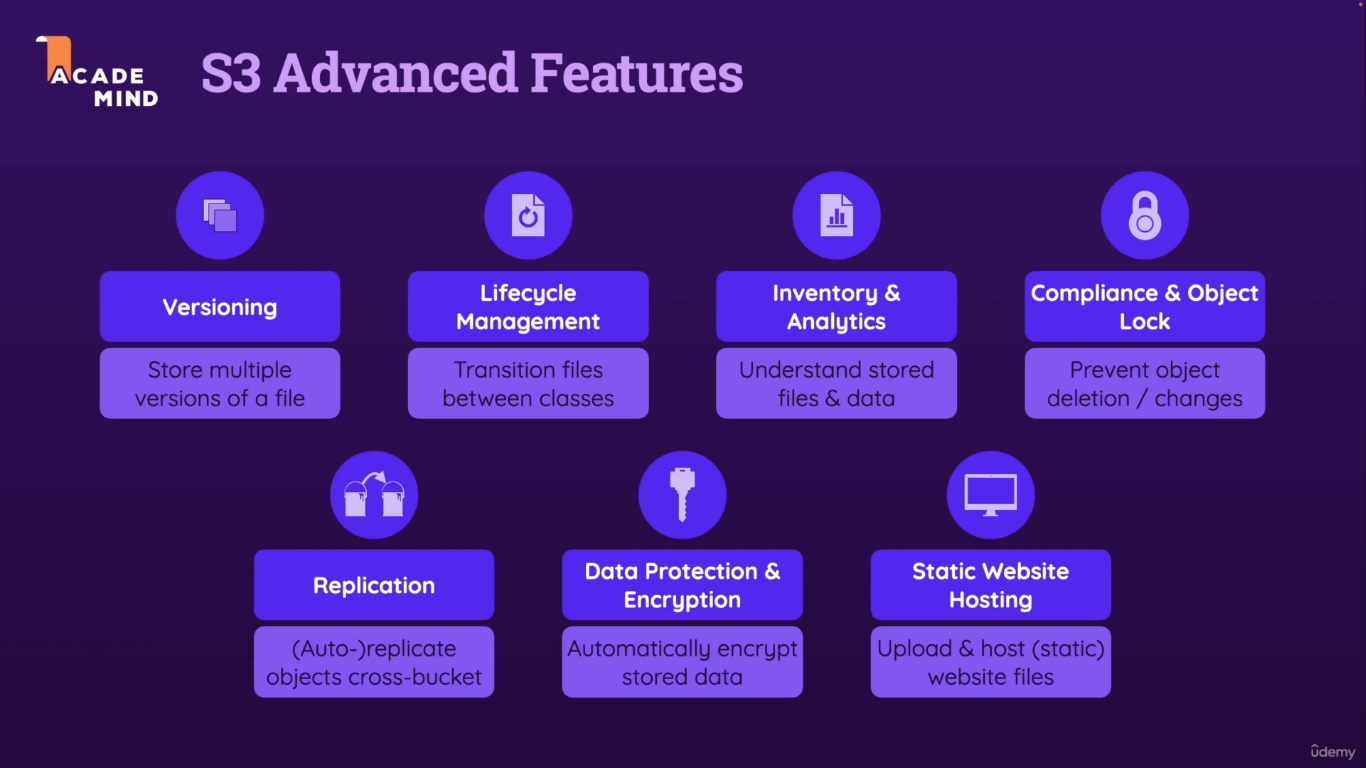 ACADE
MIND
S3 Advanced Features
Versioning
Store multiple
versions of a file
Lifecycle
Management
Transition files
between classes
Inventory &
Analytics
Understand stored
files & data
Compliance & Object
Lock
Prevent object
deletion / changes
Replication
(Auto-)replicate
objects cross-bucket
Data Protection &
Encryption
Automatically encrypt
stored data
Static Website
Hosting
Upload & host (static)
website files
udemy